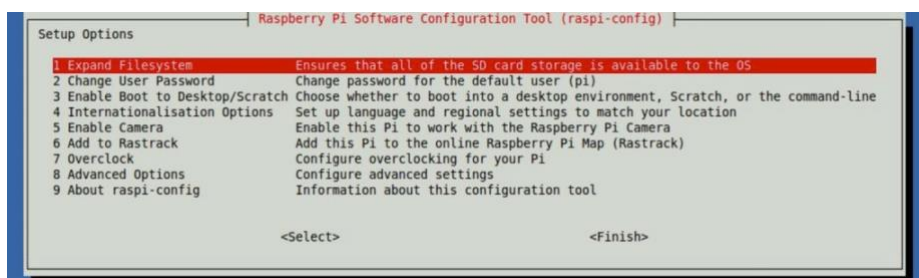 Raspberry Pi Software Configuration Tool (raspi-config)
Setup Options
1 Expand Filesystem Ensures that all of the SD card storage is available to the OS
2 Change User Password Change password for the default user (pi)
3 Enable Boot to Desktop/Scratch Choose whether to boot into a desktop environment, Scratch, or the command-line
4 Internationalisation Options Set up language and regional settings to match your location
5 Enable Camera Enable this Pi to work with the Raspberry Pi Camera
6 Add to Rastrack Add this Pi to the online Raspberry Pi Map (Rastrack)
7 Overclock Configure overclocking for your Pi
8 Advanced Options Configure advanced settings
9 About raspi-config Information about this configuration tool
<Select> <Finish>